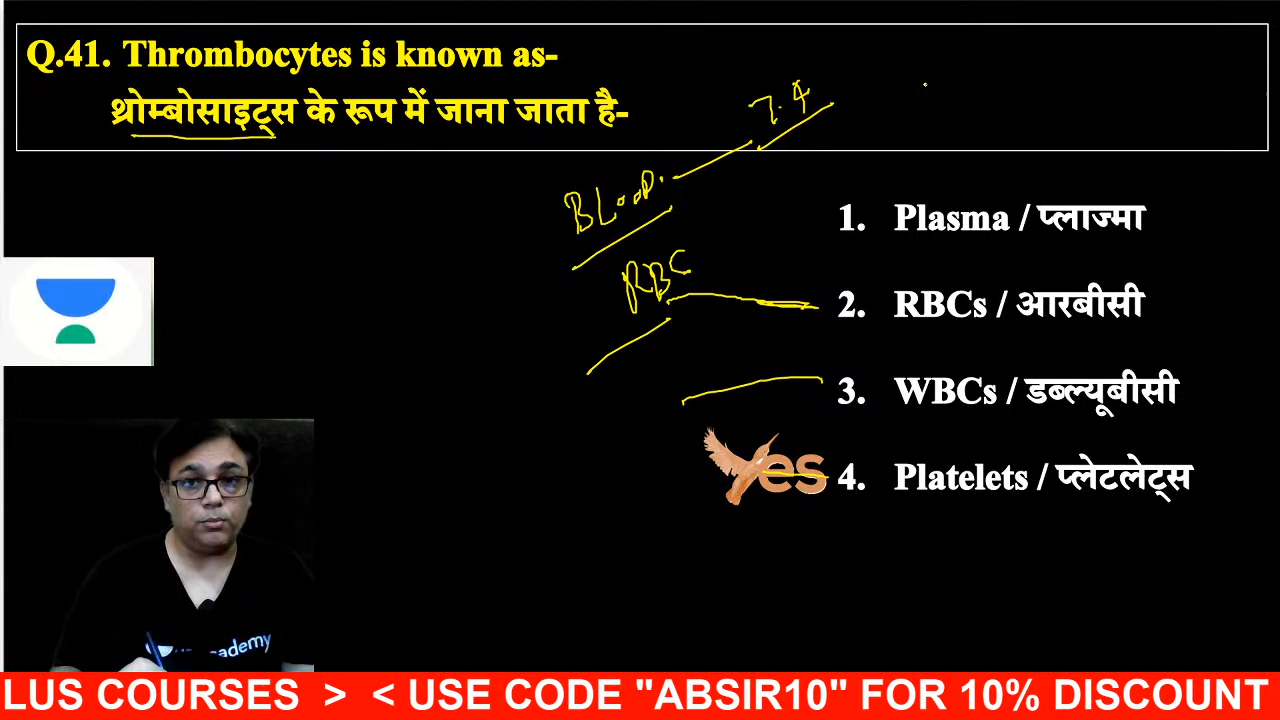 Q.41. Thrombocytes is known as-
थ्रोम्बोसाइट्स के रूप में जाना जाता है-
7.4
BLooD.
RBC
1. Plasma / प्लाज्मा
2. RBCs / आरबीसी
3. WBCs / डब्ल्यूबीसी
Yes 4. Platelets / प्लेटलेट्स
LUS COURSES > < USE CODE "ABSIR10" FOR 10% DISCOUNT